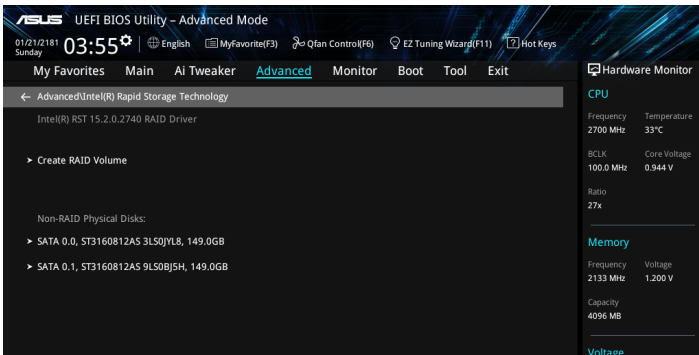 ASUS UEFI BIOS Utility – Advanced Mode
01/21/2181 Sunday 03:55 English MyFavorite(F3) Qfan Control(F6) EZ Tuning Wizard(F11) ? Hot Keys
My Favorites Main Ai Tweaker Advanced Monitor Boot Tool Exit
← Advanced\Intel(R) Rapid Storage Technology
Intel(R) RST 15.2.0.2740 RAID Driver
➤ Create RAID Volume
Non-RAID Physical Disks:
➤ SATA 0.0, ST3160812AS 3LS0JYL8, 149.0GB
➤ SATA 0.1, ST3160812AS 9LS0BJ5H, 149.0GB
Hardware Monitor
CPU
Frequency Temperature
2700 MHz 33°C
BCLK Core Voltage
100.0 MHz 0.944 V
Ratio
27x
Memory
Frequency Voltage
2133 MHz 1.200 V
Capacity
4096 MB
Voltage